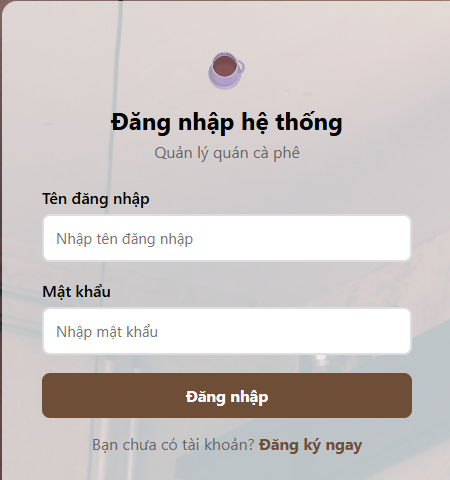 Đăng nhập hệ thống
Quản lý quán cà phê
Tên đăng nhập
Nhập tên đăng nhập
Mật khẩu
Nhập mật khẩu
Đăng nhập
Bạn chưa có tài khoản? Đăng ký ngay